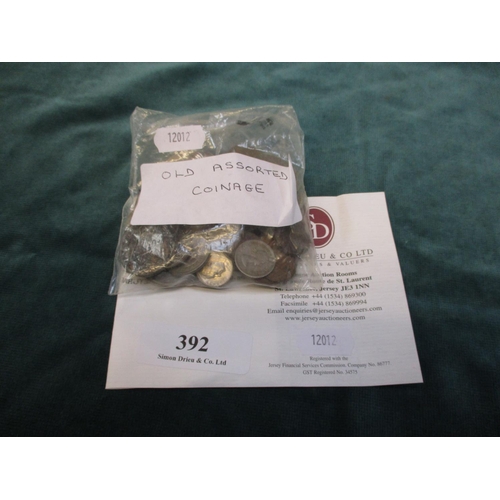 12012
OLD ASSORTED
COINAGE
& CO LTD
& VALUERS
Auction Rooms
de St. Laurent
Jersey JE3 1NN
Telephone +44 (1534) 869300
Facsimile +44 (1534) 869994
Email enquiries@jerseyauctioneers.com
www.jerseyauctioneers.com
392
Simon Drieu & Co. Ltd
12012
Registered with the
Jersey Financial Services Commission. Company No.
GST Registered No.